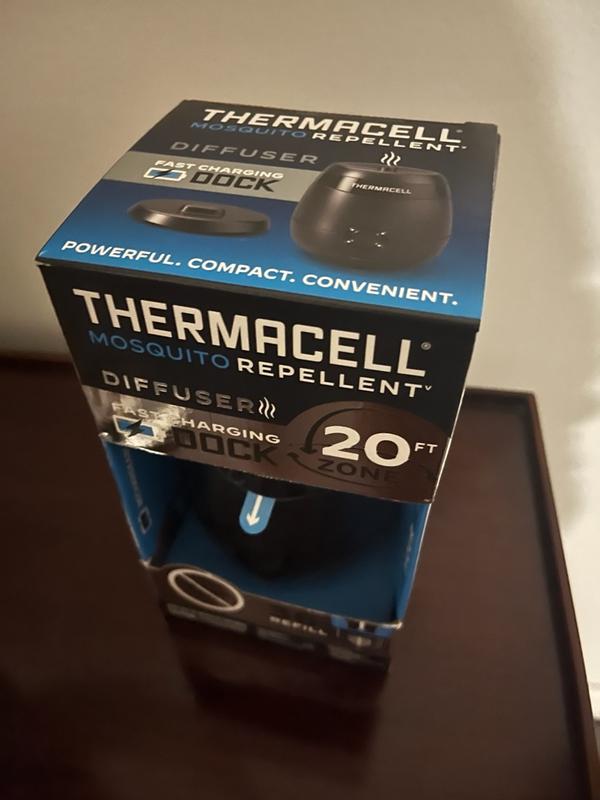 THERMACELL®
MOSQUITO REPELLENT
DIFFUSER
FAST CHARGING
DOCK
THERMACELL
POWERFUL. COMPACT. CONVENIENT.
THERMACELL®
MOSQUITO REPELLENT
DIFFUSER
FAST CHARGING
DOCK
20 FT
ZONE
REFILL